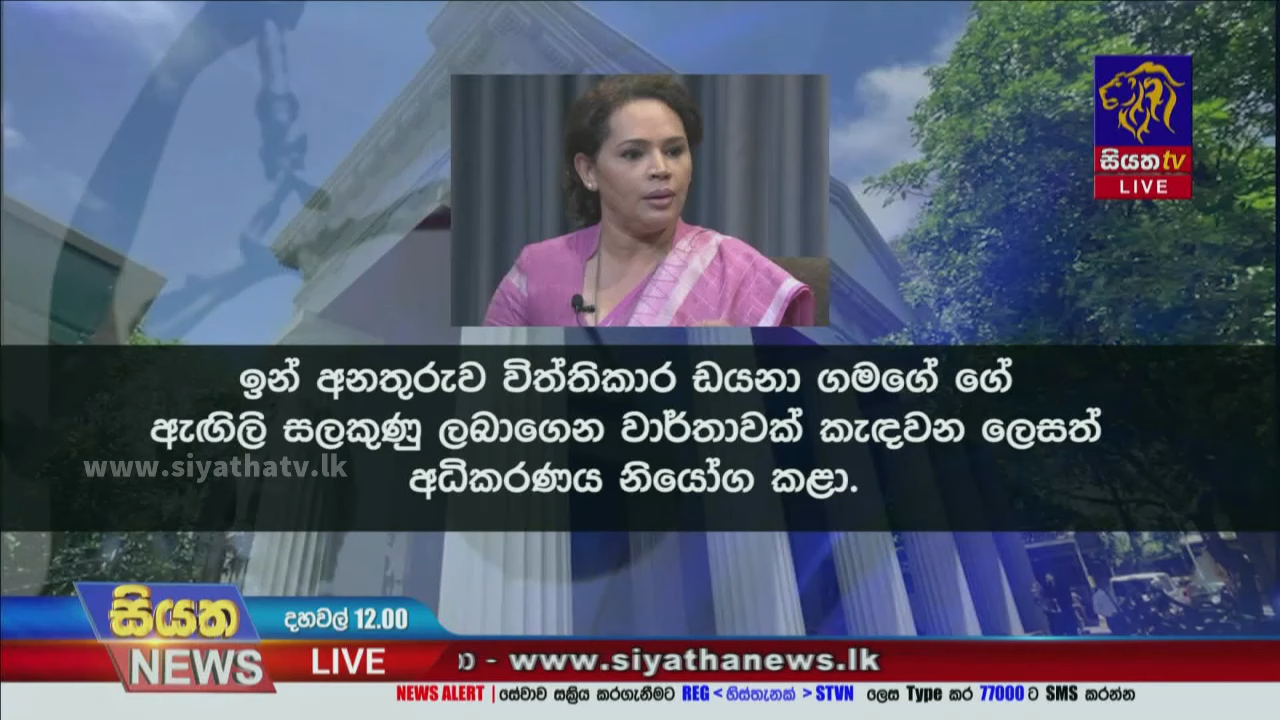 සියත tv
LIVE
ඉන් අනතුරුව විත්තිකාර ඩයනා ගමගේ ගේ
ඇඟිලි සලකුණු ලබාගෙන වාර්තාවක් කැඳවන ලෙසත්
www.siyathatv.lk
අධිකරණය නියෝග කළා.
සියත
දහවල් 12.00
NEWS
LIVE
- www.siyathanews.lk
NEWS ALERT | සේවාව සක්‍රිය කරගැනීමට REG < හිස්තැනක් > STVN ලෙස Type කර 77000 ට SMS කරන්න